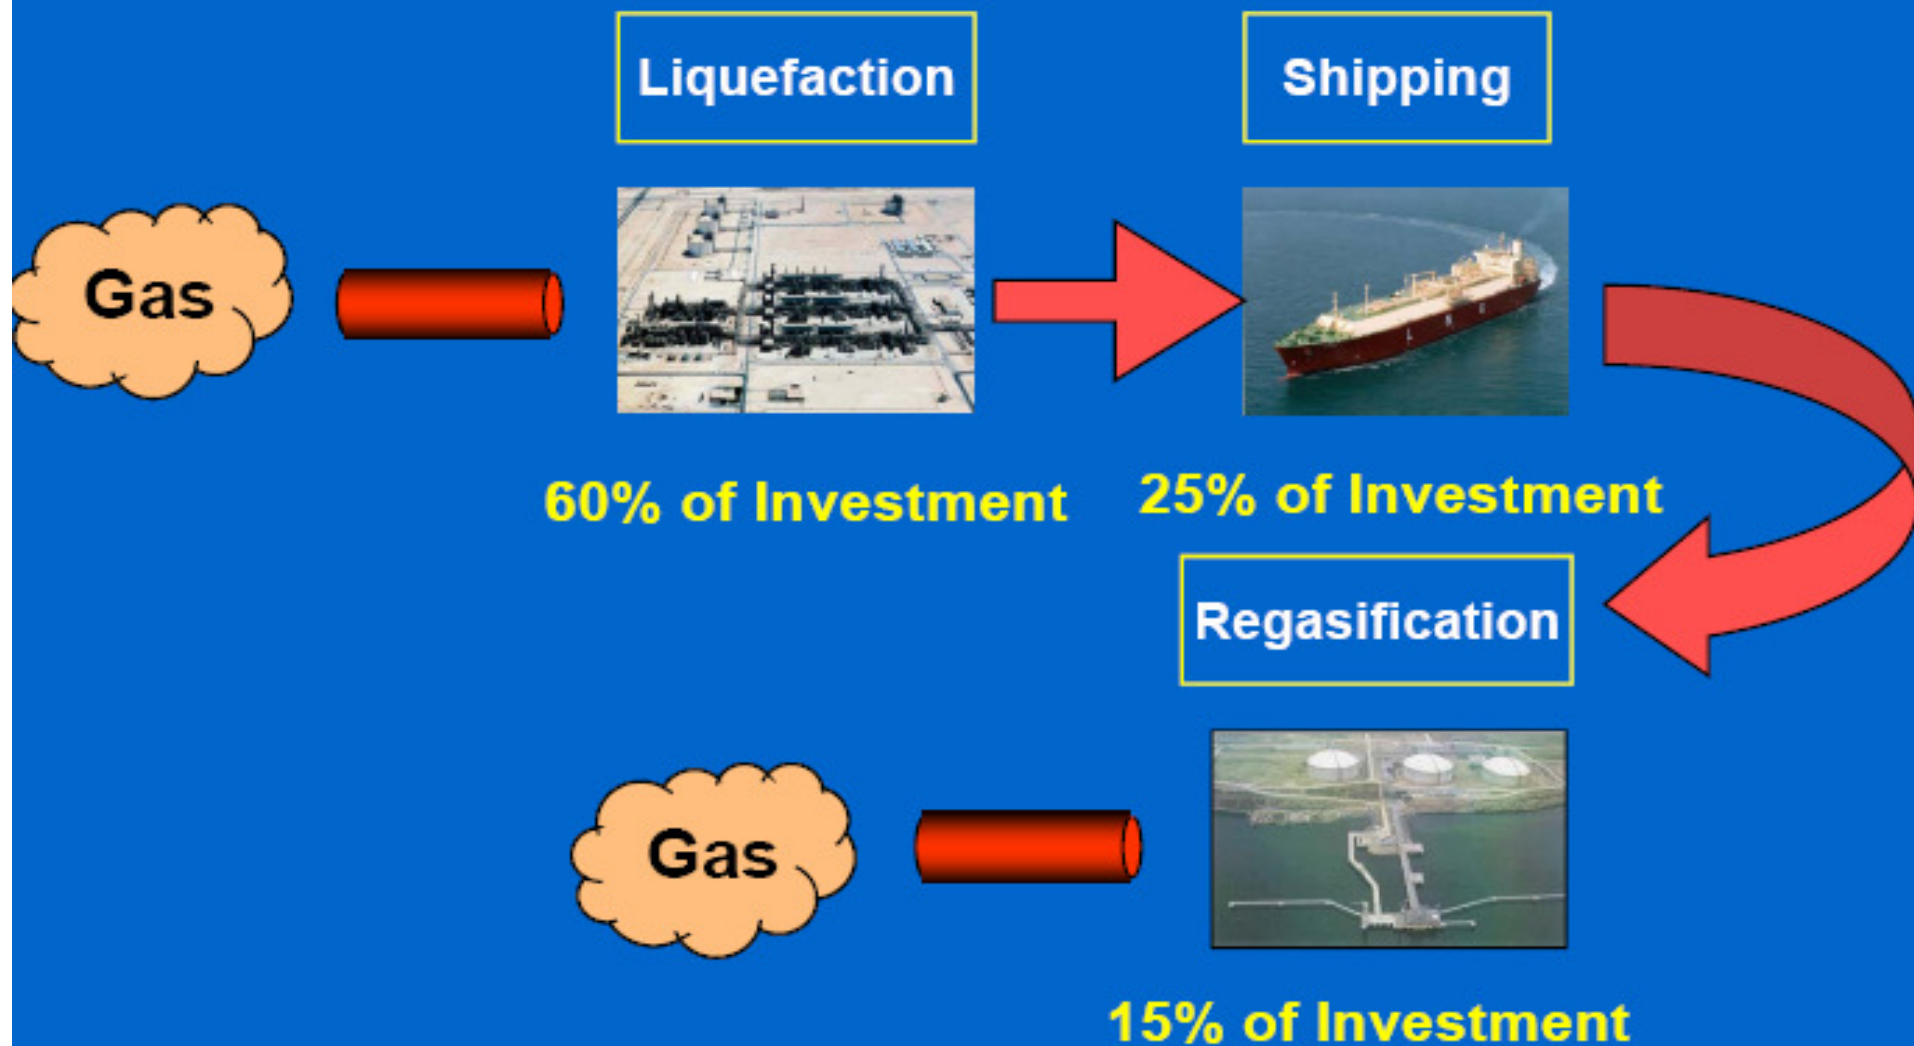 Liquefaction
Shipping
Gas
60% of Investment
25% of Investment
Regasification
Gas
15% of Investment